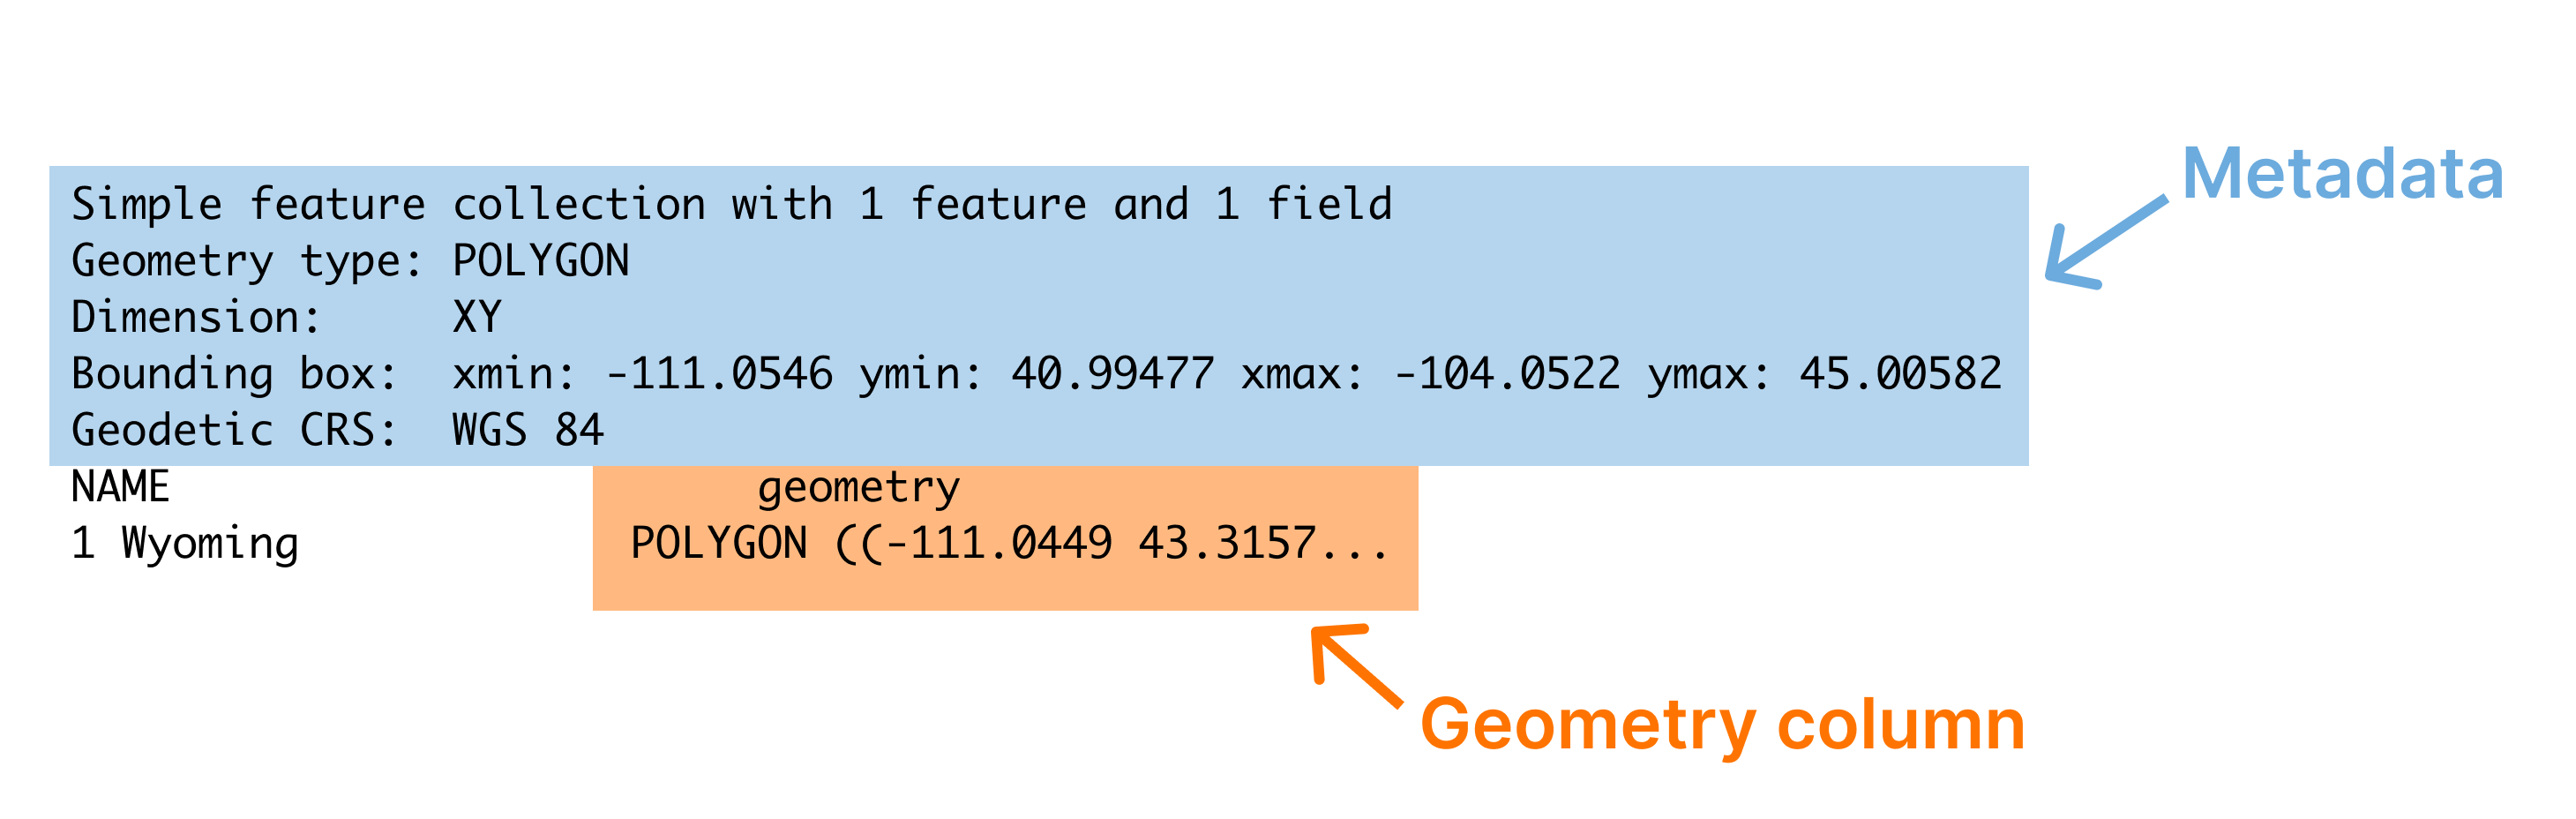 Metadata
Simple feature collection with 1 feature and 1 field
Geometry type: POLYGON
Dimension: XY
Bounding box: xmin: -111.0546 ymin: 40.99477 xmax: -104.0522 ymax: 45.00582
Geodetic CRS: WGS 84
NAME geometry
1 Wyoming POLYGON ((-111.0449 43.3157...
Geometry column